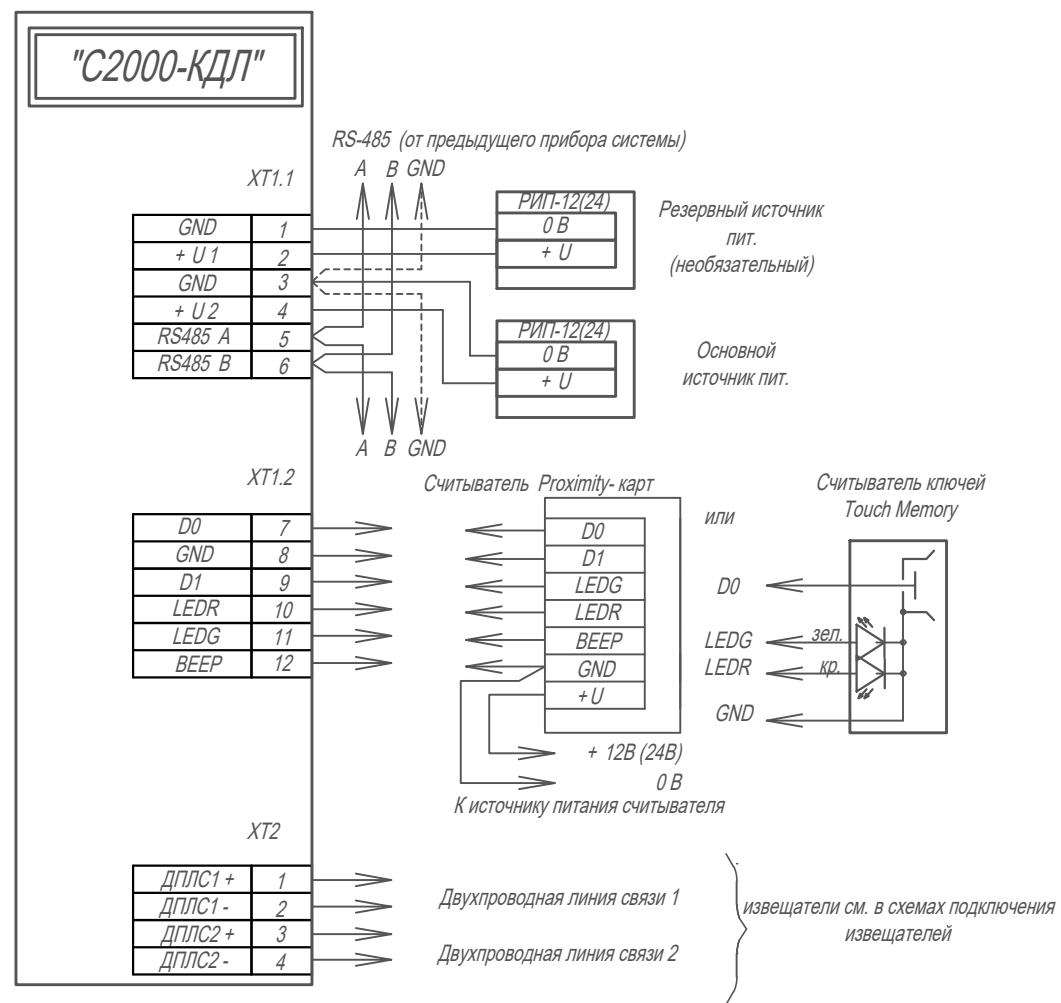 "С2000-КДЛ"
RS-485 (от предыдущего прибора системы)
A B GND
XT1.1
GND 1
+ U 1 2
GND 3
+ U 2 4
RS485 A 5
RS485 B 6
РИП-12(24)
0 В
+ U
Резервный источник
пит.
(необязательный)
РИП-12(24)
0 В
+ U
Основной
источник пит.
A B GND
XT1.2
D0 7
GND 8
D1 9
LEDR 10
LEDG 11
BEEP 12
Считыватель Proximity- карт
D0
D1
LEDG
LEDR
BEEP
GND
+ U
+ 12В (24В)
0 В
К источнику питания считывателя
или
Считыватель ключей
Touch Memory
D0
LEDG зел.
LEDR кр.
GND
XT2
ДПЛС1 + 1
ДПЛС1 - 2
ДПЛС2 + 3
ДПЛС2 - 4
Двухпроводная линия связи 1
Двухпроводная линия связи 2
извещатели см. в схемах подключения
извещателей